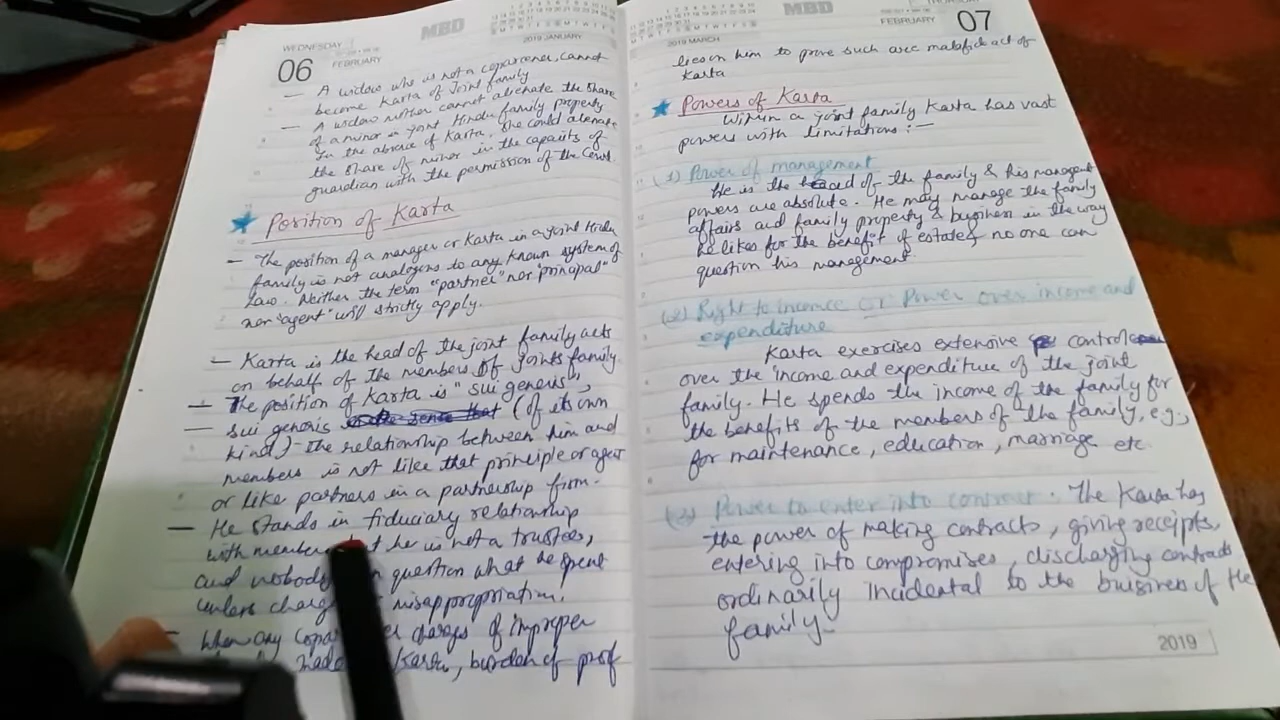 WEDNESDAY
06
FEBRUARY
MBD
2019 JANUARY
— A widow who is not a coparcener, cannot
become Karta of Joint family
— A widow mother cannot alienate the share
of a minor in joint Hindu family property
In the absence of Karta. She could alienate
the share of minor in the capacity of
guardian with the permission of the Court.
Position of Karta
— The position of a manager or Karta in a joint Hindu
family is not analogous to any known system of
law. Neither the term "partner" nor "principal"
nor "agent" will strictly apply.
— Karta is the head of the joint family acts
on behalf of the members of joints family.
— The position of Karta is "sui generis",
— sui generis (of its own
kind) - the relationship between him and
members is not like that principle or agent
or like partners in a partnership firm.
— He stands in fiduciary relationship
with member he is not a trustees,
and nobody question what he spent
unless misappropriation.
When any charges of improper
Karta, burden of prof
THURSDAY
07
FEBRUARY
MBD
2019 MARCH
lies on him to prove such malafide act of
Karta
Powers of Karta
Within a joint family Karta has vast
powers with limitations :—
(1) Power of management
He is the head of the family & his management
powers are absolute. He may manage the family
affairs and family property & business in the way
he likes for the benefit of estate & no one can
question his management.
(2) Right to income or Power over income and
expenditure
Karta exercises extensive control
over the income and expenditure of the joint
family. He spends the income of the family for
the benefits of the members of the family, e.g,
for maintenance, education, marriage etc
(3) Power to enter into contract. The Karta has
the power of making contracts, giving receipts,
entering into compromises, discharging contracts
ordinarily incidental to the buisiness of the
family.
2019